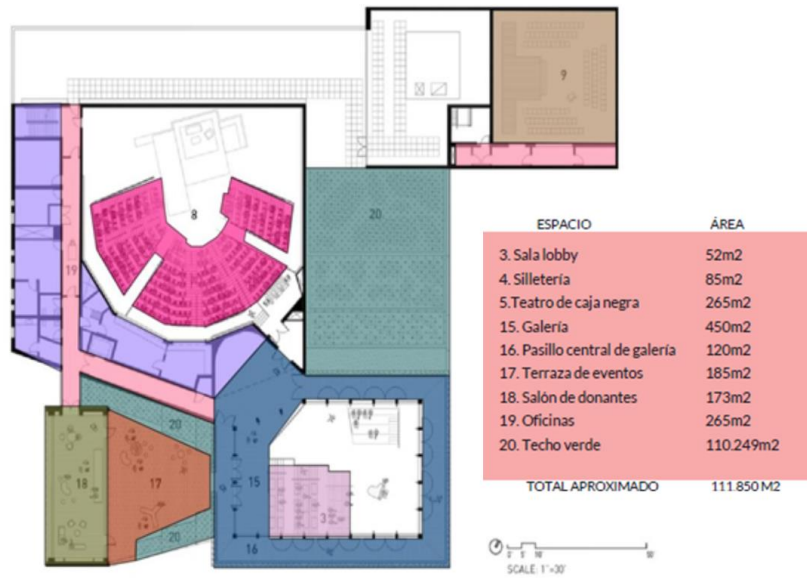 9
8
20
19
20
18
17
15
3
20
16
ESPACIO ÁREA
3. Sala lobby 52m2
4. Silletería 85m2
5.Teatro de caja negra 265m2
15. Galería 450m2
16. Pasillo central de galería 120m2
17. Terraza de eventos 185m2
18. Salón de donantes 173m2
19. Oficinas 265m2
20. Techo verde 110.249m2
TOTAL APROXIMADO 111.850 M2
SCALE: 1"=30'